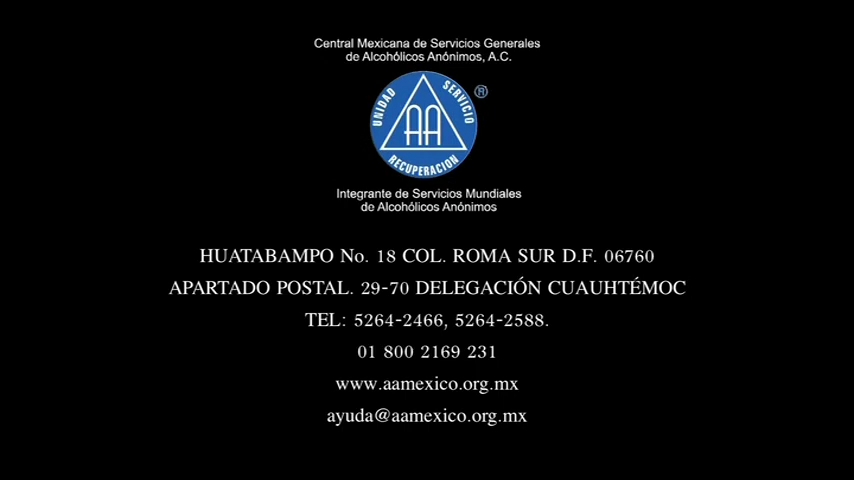 Central Mexicana de Servicios Generales
de Alcohólicos Anónimos, A.C.
UNIDAD SERVICIO ®
AA
RECUPERACION
Integrante de Servicios Mundiales
de Alcohólicos Anónimos
HUATABAMPO No. 18 COL. ROMA SUR D.F. 06760
APARTADO POSTAL. 29-70 DELEGACIÓN CUAUHTÉMOC
TEL: 5264-2466, 5264-2588.
01 800 2169 231
www.aamexico.org.mx
ayuda@aamexico.org.mx